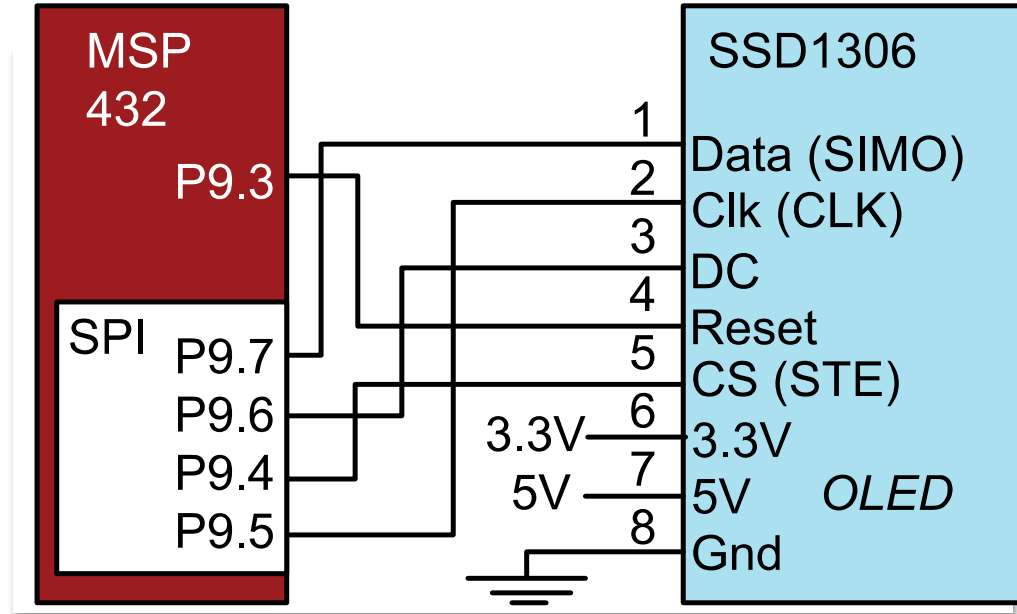 MSP
432
P9.3
SPI
P9.7
P9.6
P9.4
P9.5
SSD1306
1
Data (SIMO)
2
Clk (CLK)
3
DC
4
Reset
5
CS (STE)
6
3.3V
3.3V
7
5V
5V
OLED
8
Gnd